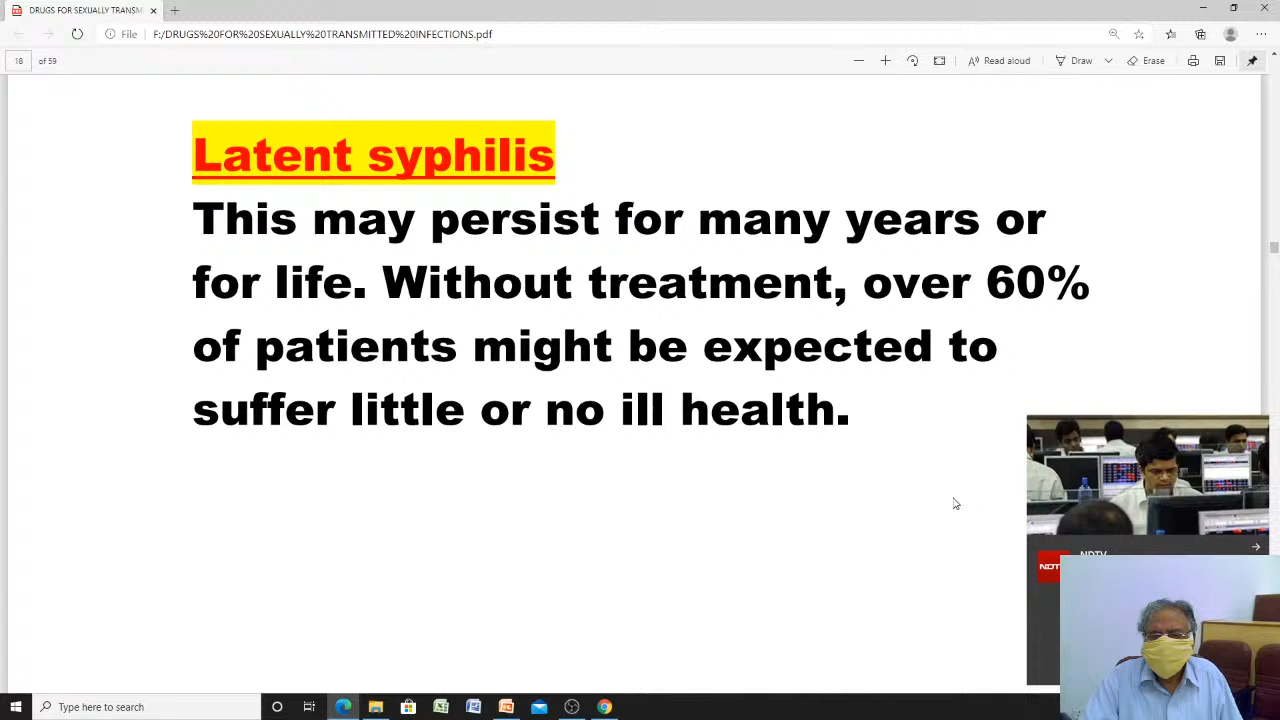 DRUGS FOR SEXUALLY TRANSM
File F:/DRUGS%20FOR%20SEXUALLY%20TRANSMITTED%20INFECTIONS.pdf
18 of 59
Read aloud Draw Erase
Latent syphilis
This may persist for many years or
for life. Without treatment, over 60%
of patients might be expected to
suffer little or no ill health.
NDTV
Type here to search